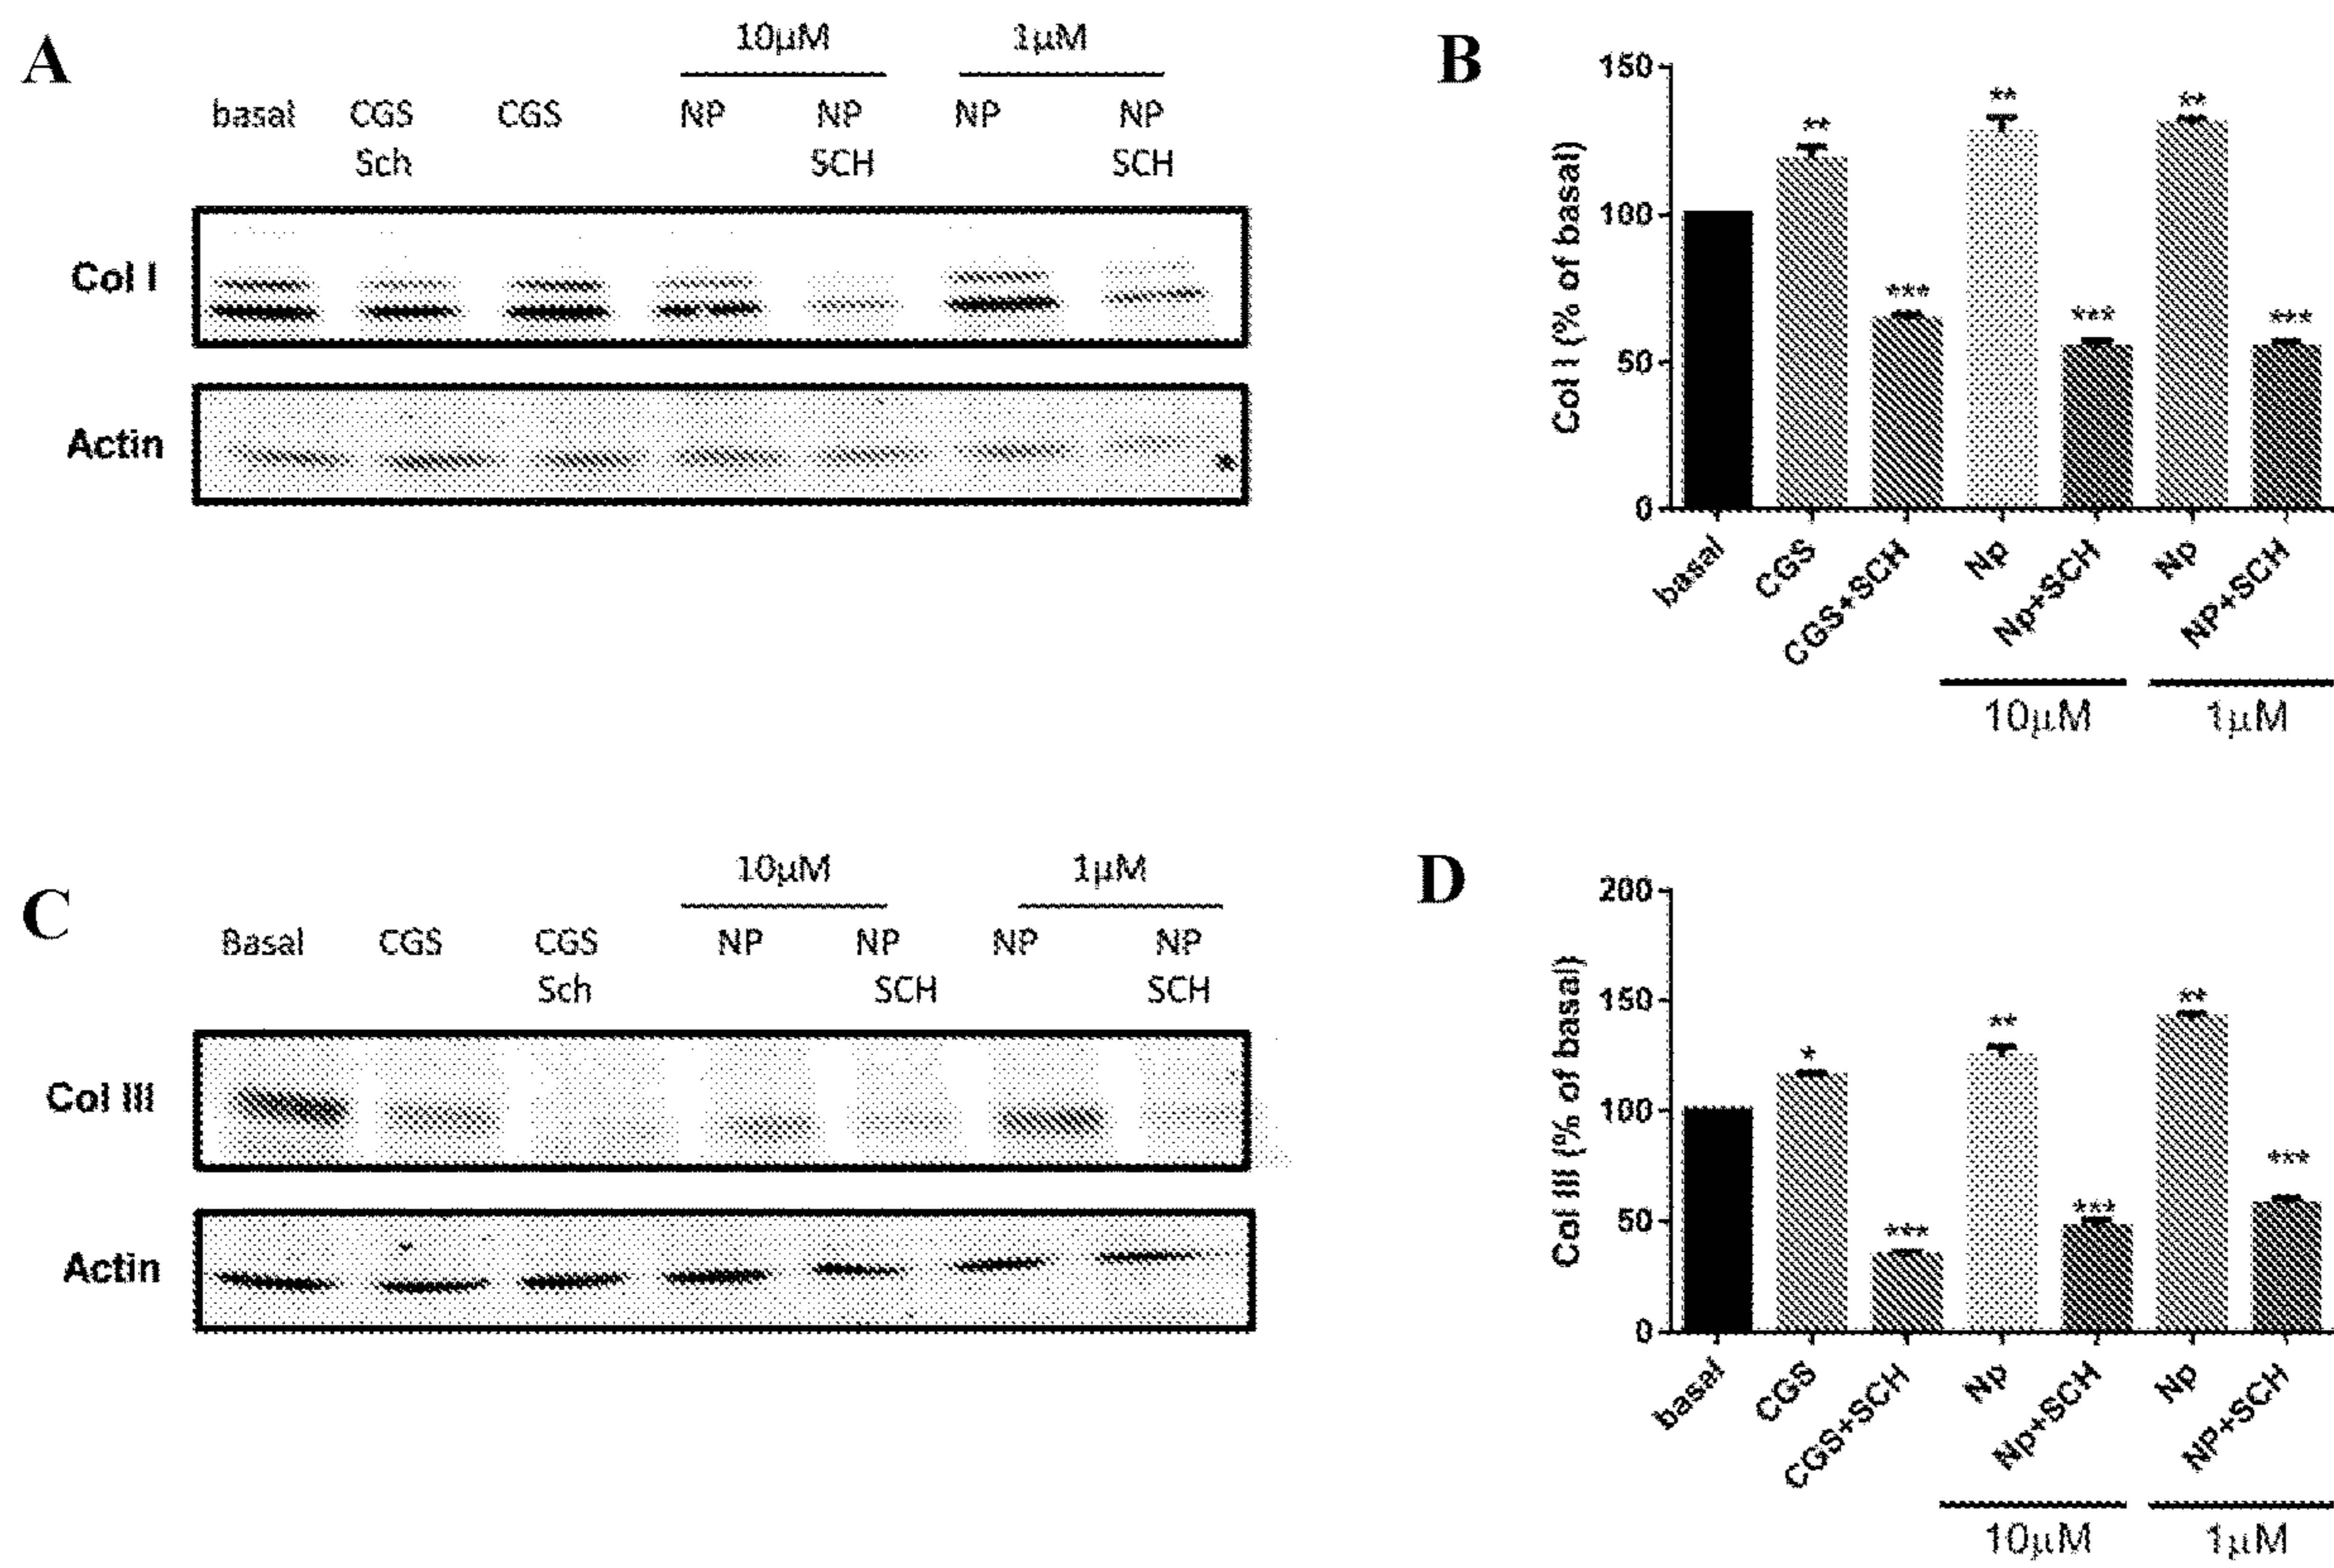 A
10µM 1µM
basal CGS CGS NP NP NP NP
Sch SCH SCH
Col I
Actin
*
B
150
100
50
0
Col I (% of basal)
** *** ** *** ** ***
basal CGS CGS+SCH Np Np+SCH Np NP+SCH
10µM 1µM
C
10µM 1µM
Basal CGS CGS NP NP NP NP
Sch SCH SCH
Col III
Actin
D
200
150
100
50
0
Col III (% of basal)
* *** ** *** ** ***
basal CGS CGS+SCH Np Np+SCH Np NP+SCH
10µM 1µM